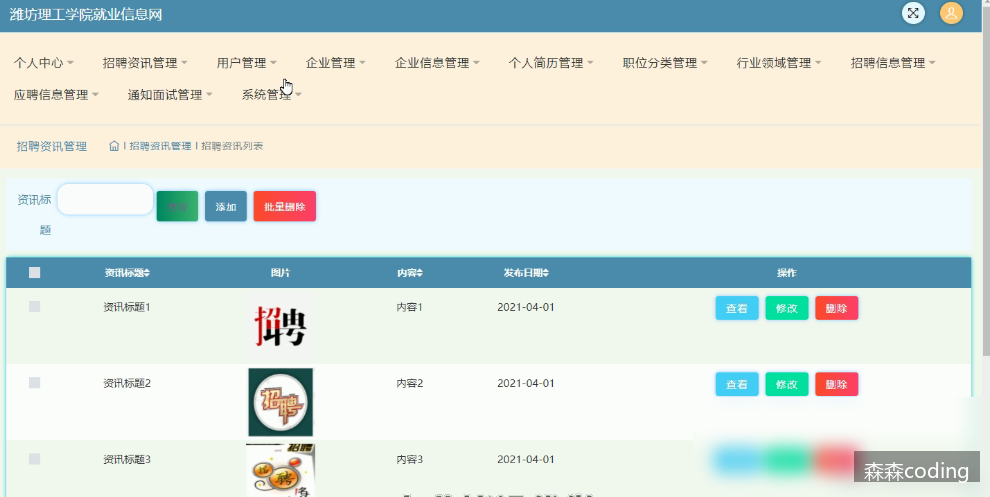 潍坊理工学院就业信息网
个人中心 招聘资讯管理 用户管理 企业管理 企业信息管理 个人简历管理 职位分类管理 行业领域管理 招聘信息管理
应聘信息管理 通知面试管理 系统管理
招聘资讯管理 | 招聘资讯管理 | 招聘资讯列表
资讯标题 添加 批量删除
资讯标题 图片 内容 发布日期 操作
资讯标题1 招聘 内容1 2021-04-01 查看 修改 删除
资讯标题2 招聘 内容2 2021-04-01 查看 修改 删除
资讯标题3 招聘 内容3 2021-04-01
森森coding